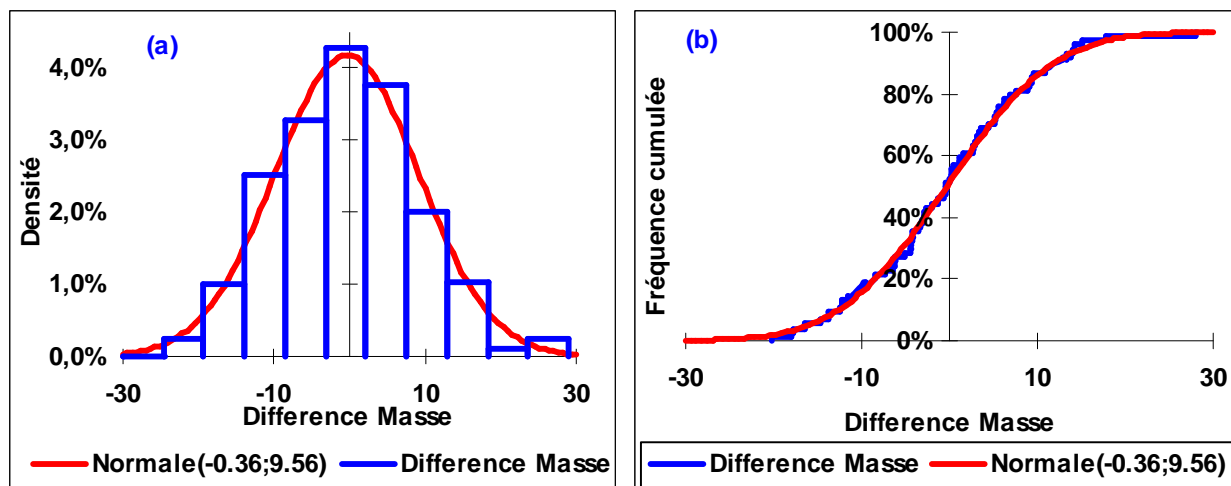 (a)
Densité
4,0%
3,0%
2,0%
1,0%
0,0%
-30
-10
10
30
Difference Masse
Normale(-0.36;9.56)
Difference Masse
(b)
Fréquence cumulée
100%
80%
60%
40%
20%
0%
-30
-10
10
30
Difference Masse
Difference Masse
Normale(-0.36;9.56)